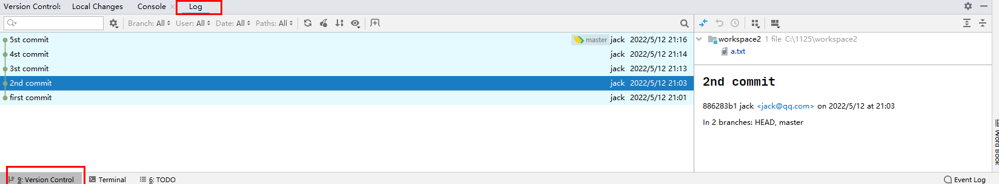 Version Control: Local Changes Console Log
Branch: All User: All Date: All Paths: All
5st commit master jack 2022/5/12 21:16
4st commit jack 2022/5/12 21:14
3st commit jack 2022/5/12 21:13
2nd commit jack 2022/5/12 21:03
first commit jack 2022/5/12 21:01
workspace2 1 file C:\1125\workspace2
a.txt
2nd commit
886283b1 jack <jack@qq.com> on 2022/5/12 at 21:03
In 2 branches: HEAD, master
Word Book
9: Version Control Terminal 6: TODO Event Log